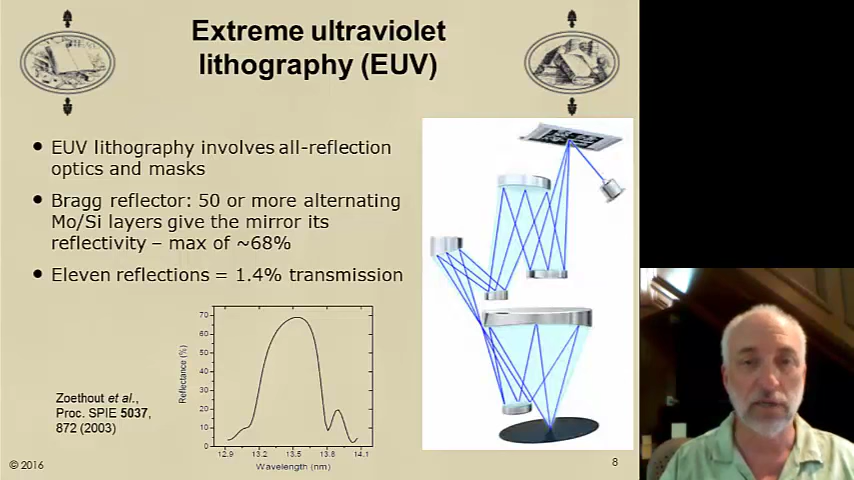 Extreme ultraviolet
lithography (EUV)
EUV lithography involves all-reflection
optics and masks
Bragg reflector: 50 or more alternating
Mo/Si layers give the mirror its
reflectivity – max of ~68%
Eleven reflections = 1.4% transmission
70
60
50
40
30
20
10
0
Reflectance (%)
12.9 13.2 13.5 13.8 14.1
Wavelength (nm)
Zoethout et al.,
Proc. SPIE 5037,
872 (2003)
© 2016
8